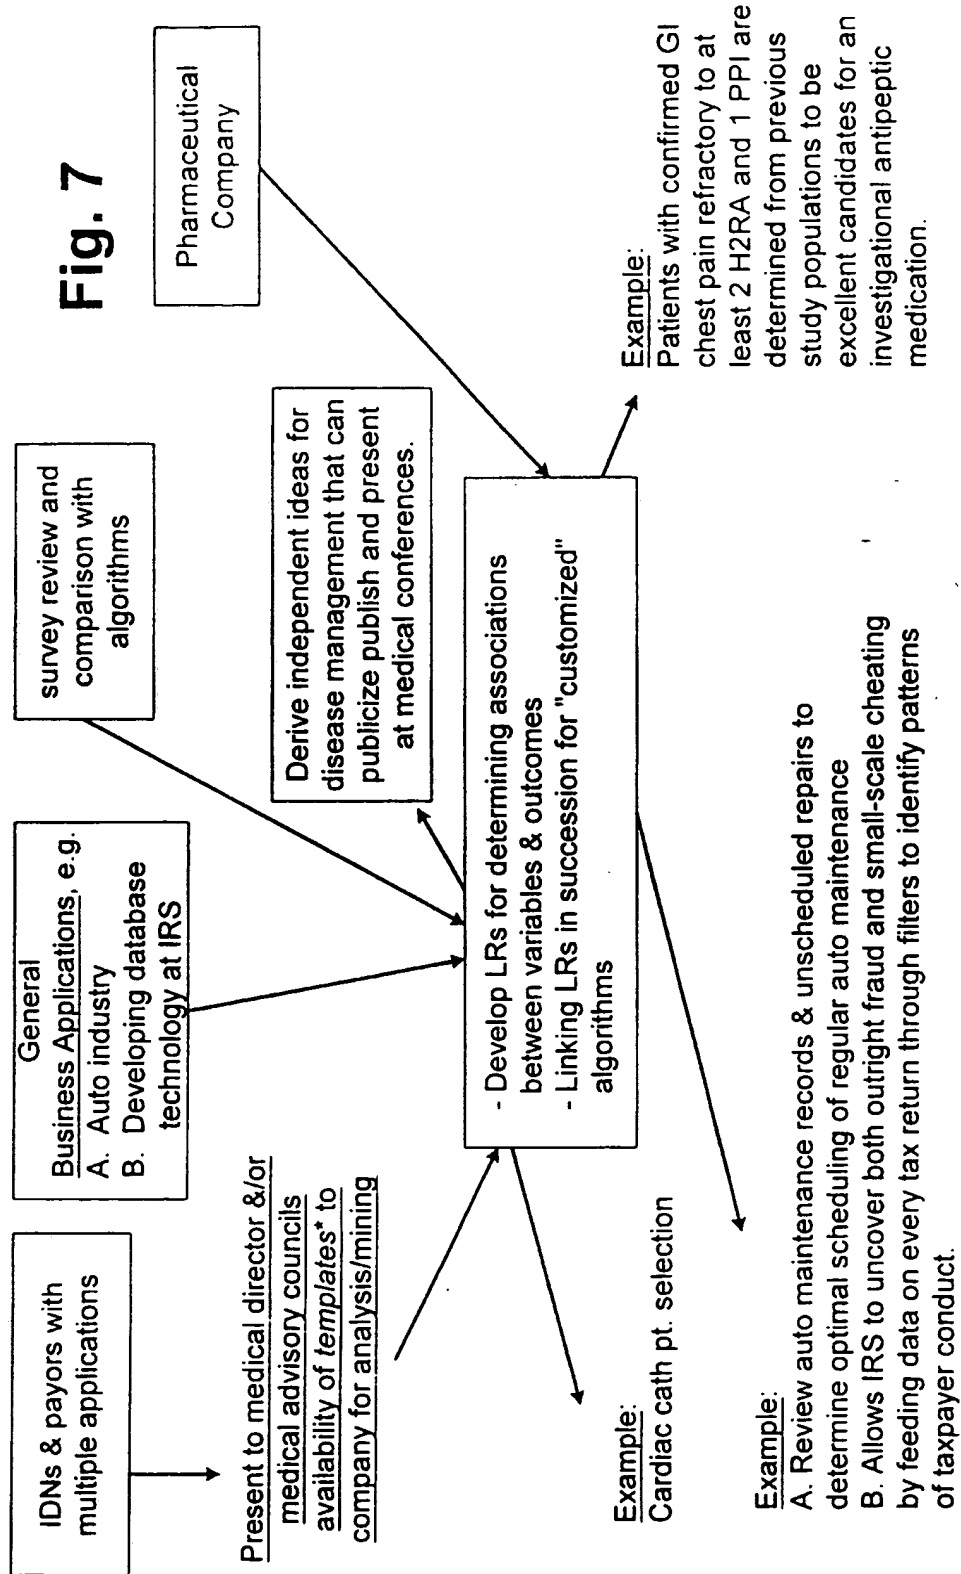 Fig. 7
IDNs & payors with
multiple applications
General
Business Applications, e.g.
A. Auto industry
B. Developing database
technology at IRS
survey review and
comparison with
algorithms
Pharmaceutical
Company
Present to medical director &/or
medical advisory councils
availability of templates* to
company for analysis/mining
Derive independent ideas for
disease management that can
publicize publish and present
at medical conferences.
- Develop LRs for determining associations
between variables & outcomes
- Linking LRs in succession for "customized"
algorithms
Example:
Cardiac cath pt. selection
Example:
A. Review auto maintenance records & unscheduled repairs to
determine optimal scheduling of regular auto maintenance
B. Allows IRS to uncover both outright fraud and small-scale cheating
by feeding data on every tax return through filters to identify patterns
of taxpayer conduct.
Example:
Patients with confirmed GI
chest pain refractory to at
least 2 H2RA and 1 PPI are
determined from previous
study populations to be
excellent candidates for an
investigational antipeptic
medication.